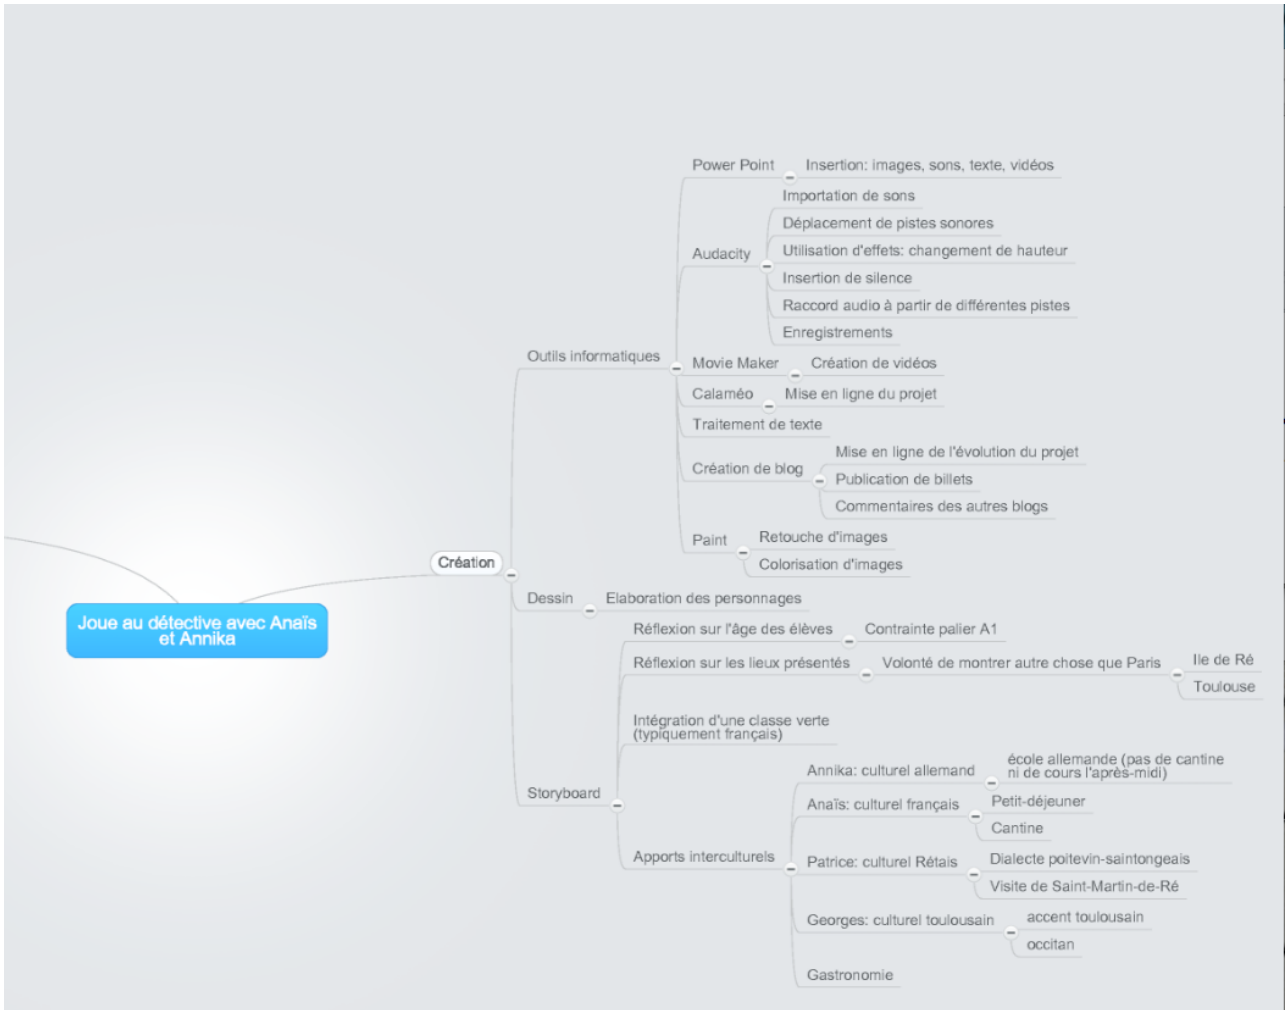 Power Point
Insertion: images, sons, texte, vidéos
Importation de sons
Déplacement de pistes sonores
Audacity
Utilisation d'effets: changement de hauteur
Insertion de silence
Raccord audio à partir de différentes pistes
Enregistrements
Outils informatiques
Movie Maker
Création de vidéos
Calaméo
Mise en ligne du projet
Traitement de texte
Création de blog
Mise en ligne de l'évolution du projet
Publication de billets
Commentaires des autres blogs
Paint
Retouche d'images
Colorisation d'images
Création
Joue au détective avec Anaïs
et Annika
Dessin
Elaboration des personnages
Réflexion sur l'âge des élèves
Contrainte palier A1
Réflexion sur les lieux présentés
Volonté de montrer autre chose que Paris
Ile de Ré
Toulouse
Intégration d'une classe verte
(typiquement français)
Storyboard
Annika: culturel allemand
école allemande (pas de cantine
ni de cours l'après-midi)
Anaïs: culturel français
Petit-déjeuner
Cantine
Apports interculturels
Patrice: culturel Rétais
Dialecte poitevin-saintongeais
Visite de Saint-Martin-de-Ré
Georges: culturel toulousain
accent toulousain
occitan
Gastronomie